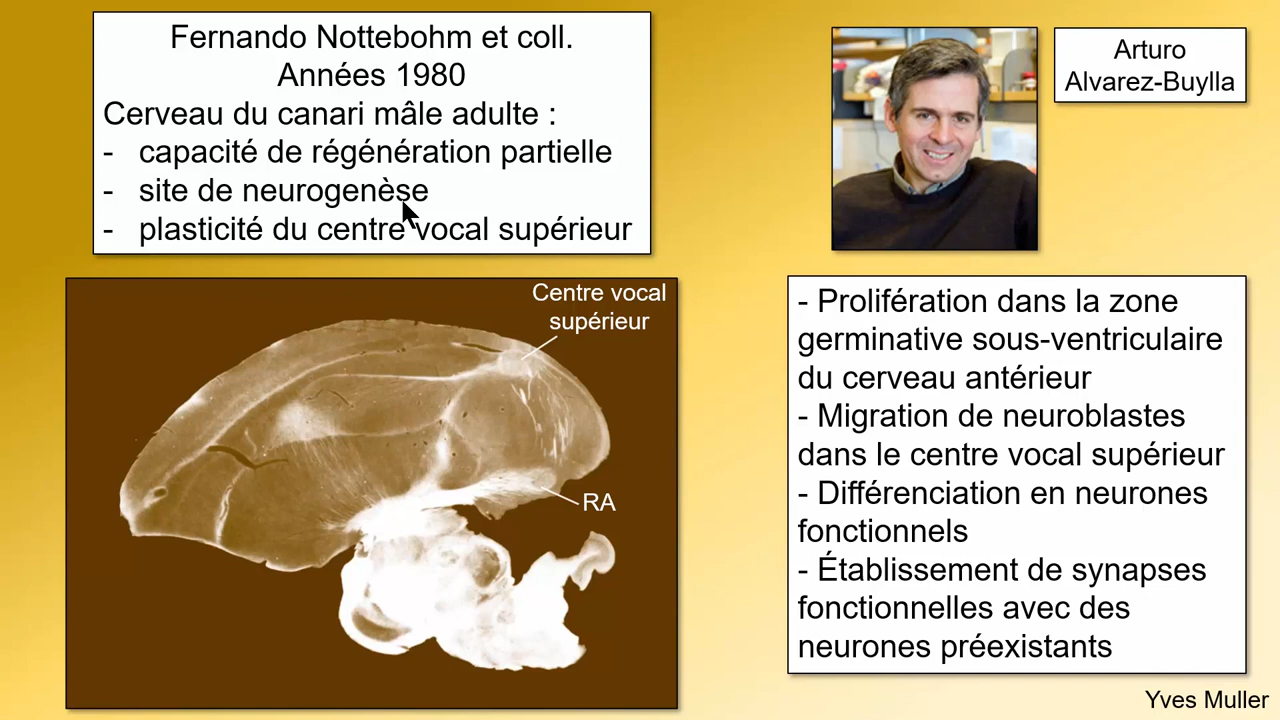 Fernando Nottebohm et coll.
Années 1980
Cerveau du canari mâle adulte :
- capacité de régénération partielle
- site de neurogenèse
- plasticité du centre vocal supérieur
Arturo
Alvarez-Buylla
Centre vocal
supérieur
RA
- Prolifération dans la zone
germinative sous-ventriculaire
du cerveau antérieur
- Migration de neuroblastes
dans le centre vocal supérieur
- Différenciation en neurones
fonctionnels
- Établissement de synapses
fonctionnelles avec des
neurones préexistants
Yves Muller